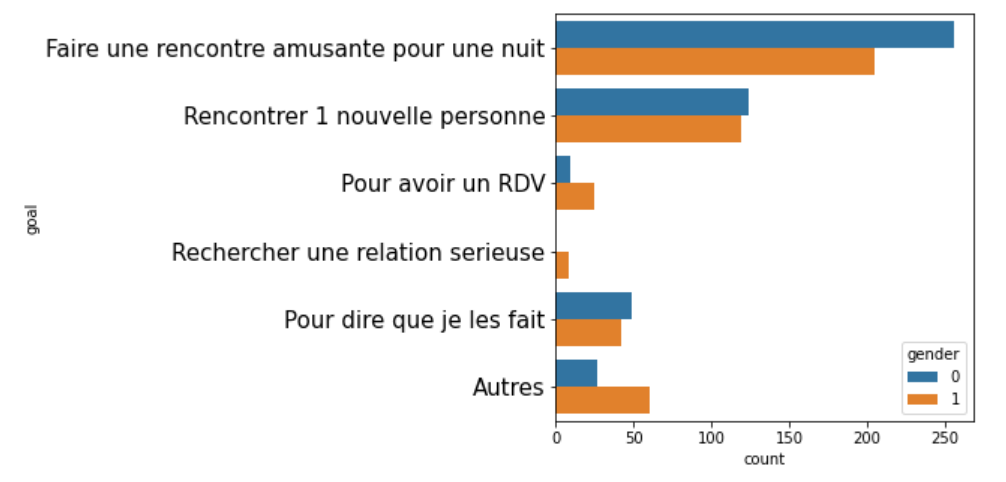 Faire une rencontre amusante pour une nuit
Rencontrer 1 nouvelle personne
Pour avoir un RDV
goal
Rechercher une relation serieuse
Pour dire que je les fait
Autres
gender
0
1
0 50 100 150 200 250
count